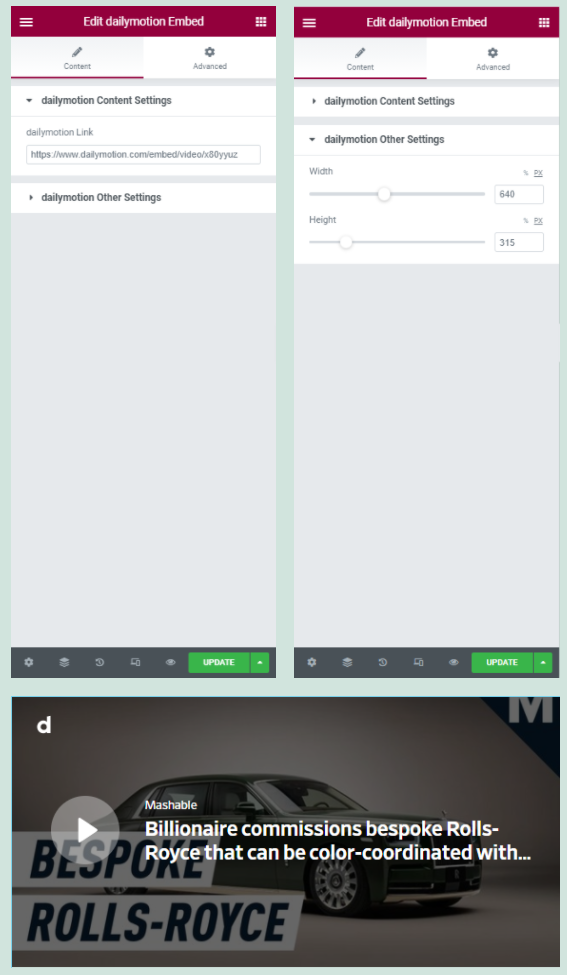 Edit dailymotion Embed
Content
Advanced
dailymotion Content Settings
dailymotion Link
https://www.dailymotion.com/embed/video/x80yyuz
dailymotion Other Settings
UPDATE
Edit dailymotion Embed
Content
Advanced
dailymotion Content Settings
dailymotion Other Settings
Width
% PX
640
Height
% PX
315
UPDATE
d
M
Mashable
Billionaire commissions bespoke Rolls-
Royce that can be color-coordinated with...
BESPOKE
ROLLS-ROYCE